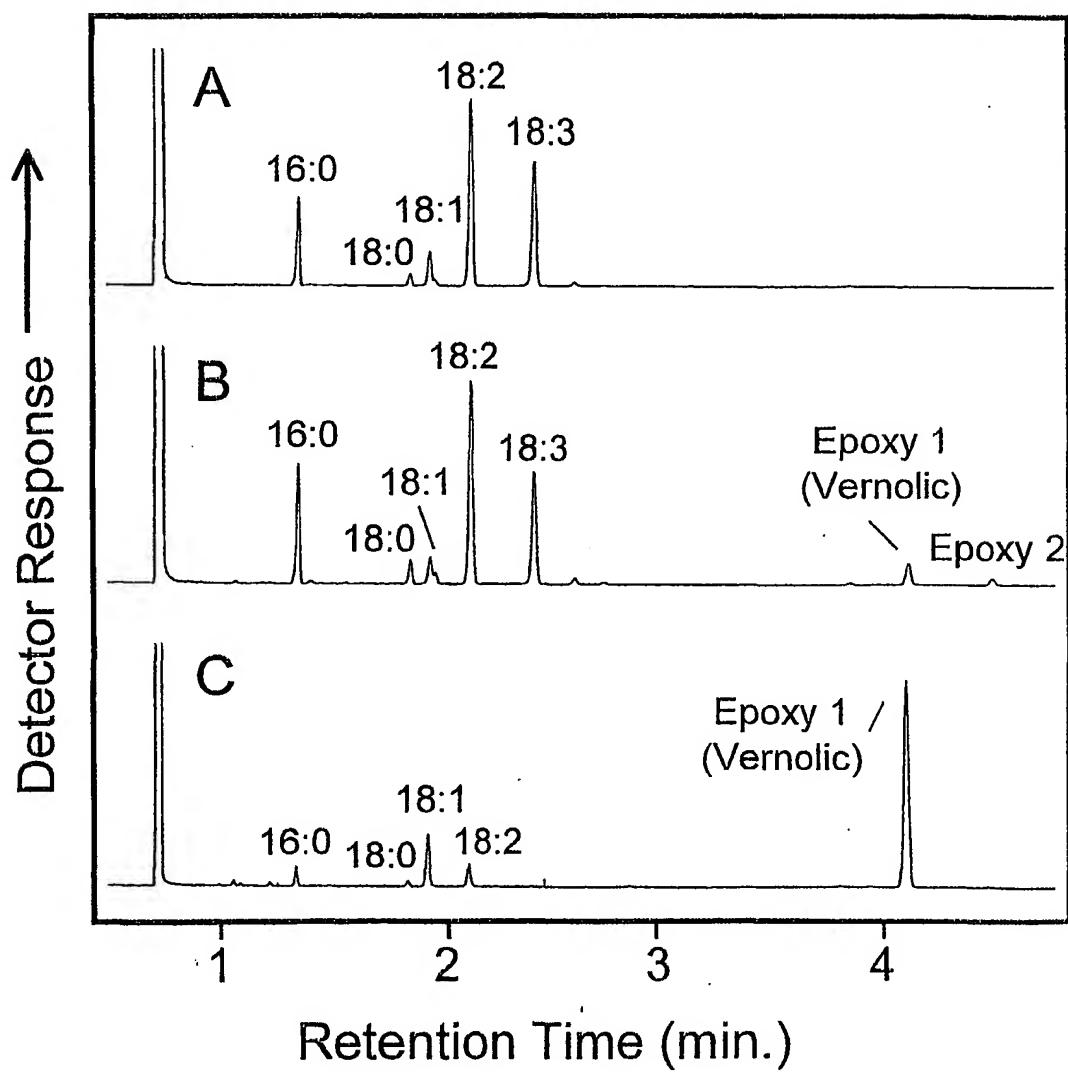 Detector Response
A
16:0
18:0
18:1
18:2
18:3
B
16:0
18:0
18:1
18:2
18:3
Epoxy 1
(Vernolic)
Epoxy 2
C
16:0
18:0
18:1
18:2
Epoxy 1
(Vernolic)
1 2 3 4
Retention Time (min.)